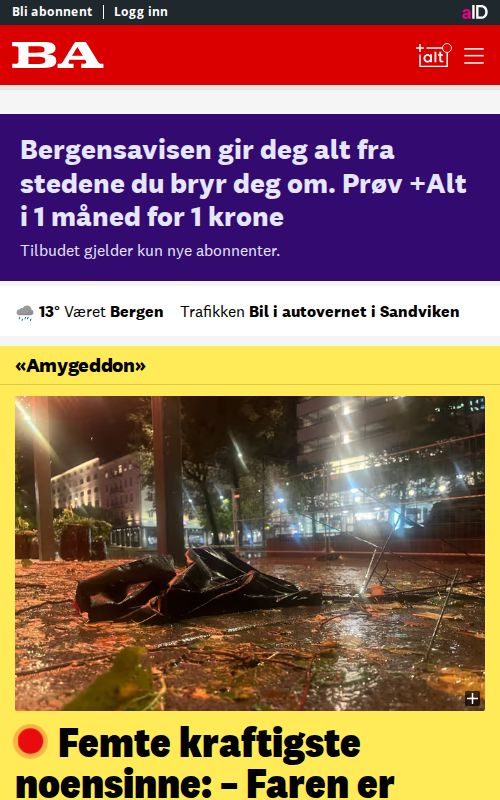 Bli abonnent | Logg inn aID
BA +alt
Bergensavisen gir deg alt fra
stedene du bryr deg om. Prøv +Alt
i 1 måned for 1 krone
Tilbudet gjelder kun nye abonnenter.
13° Været Bergen Trafikken Bil i autovernet i Sandviken
«Amygeddon»
Femte kraftigste
noensinne: – Faren er